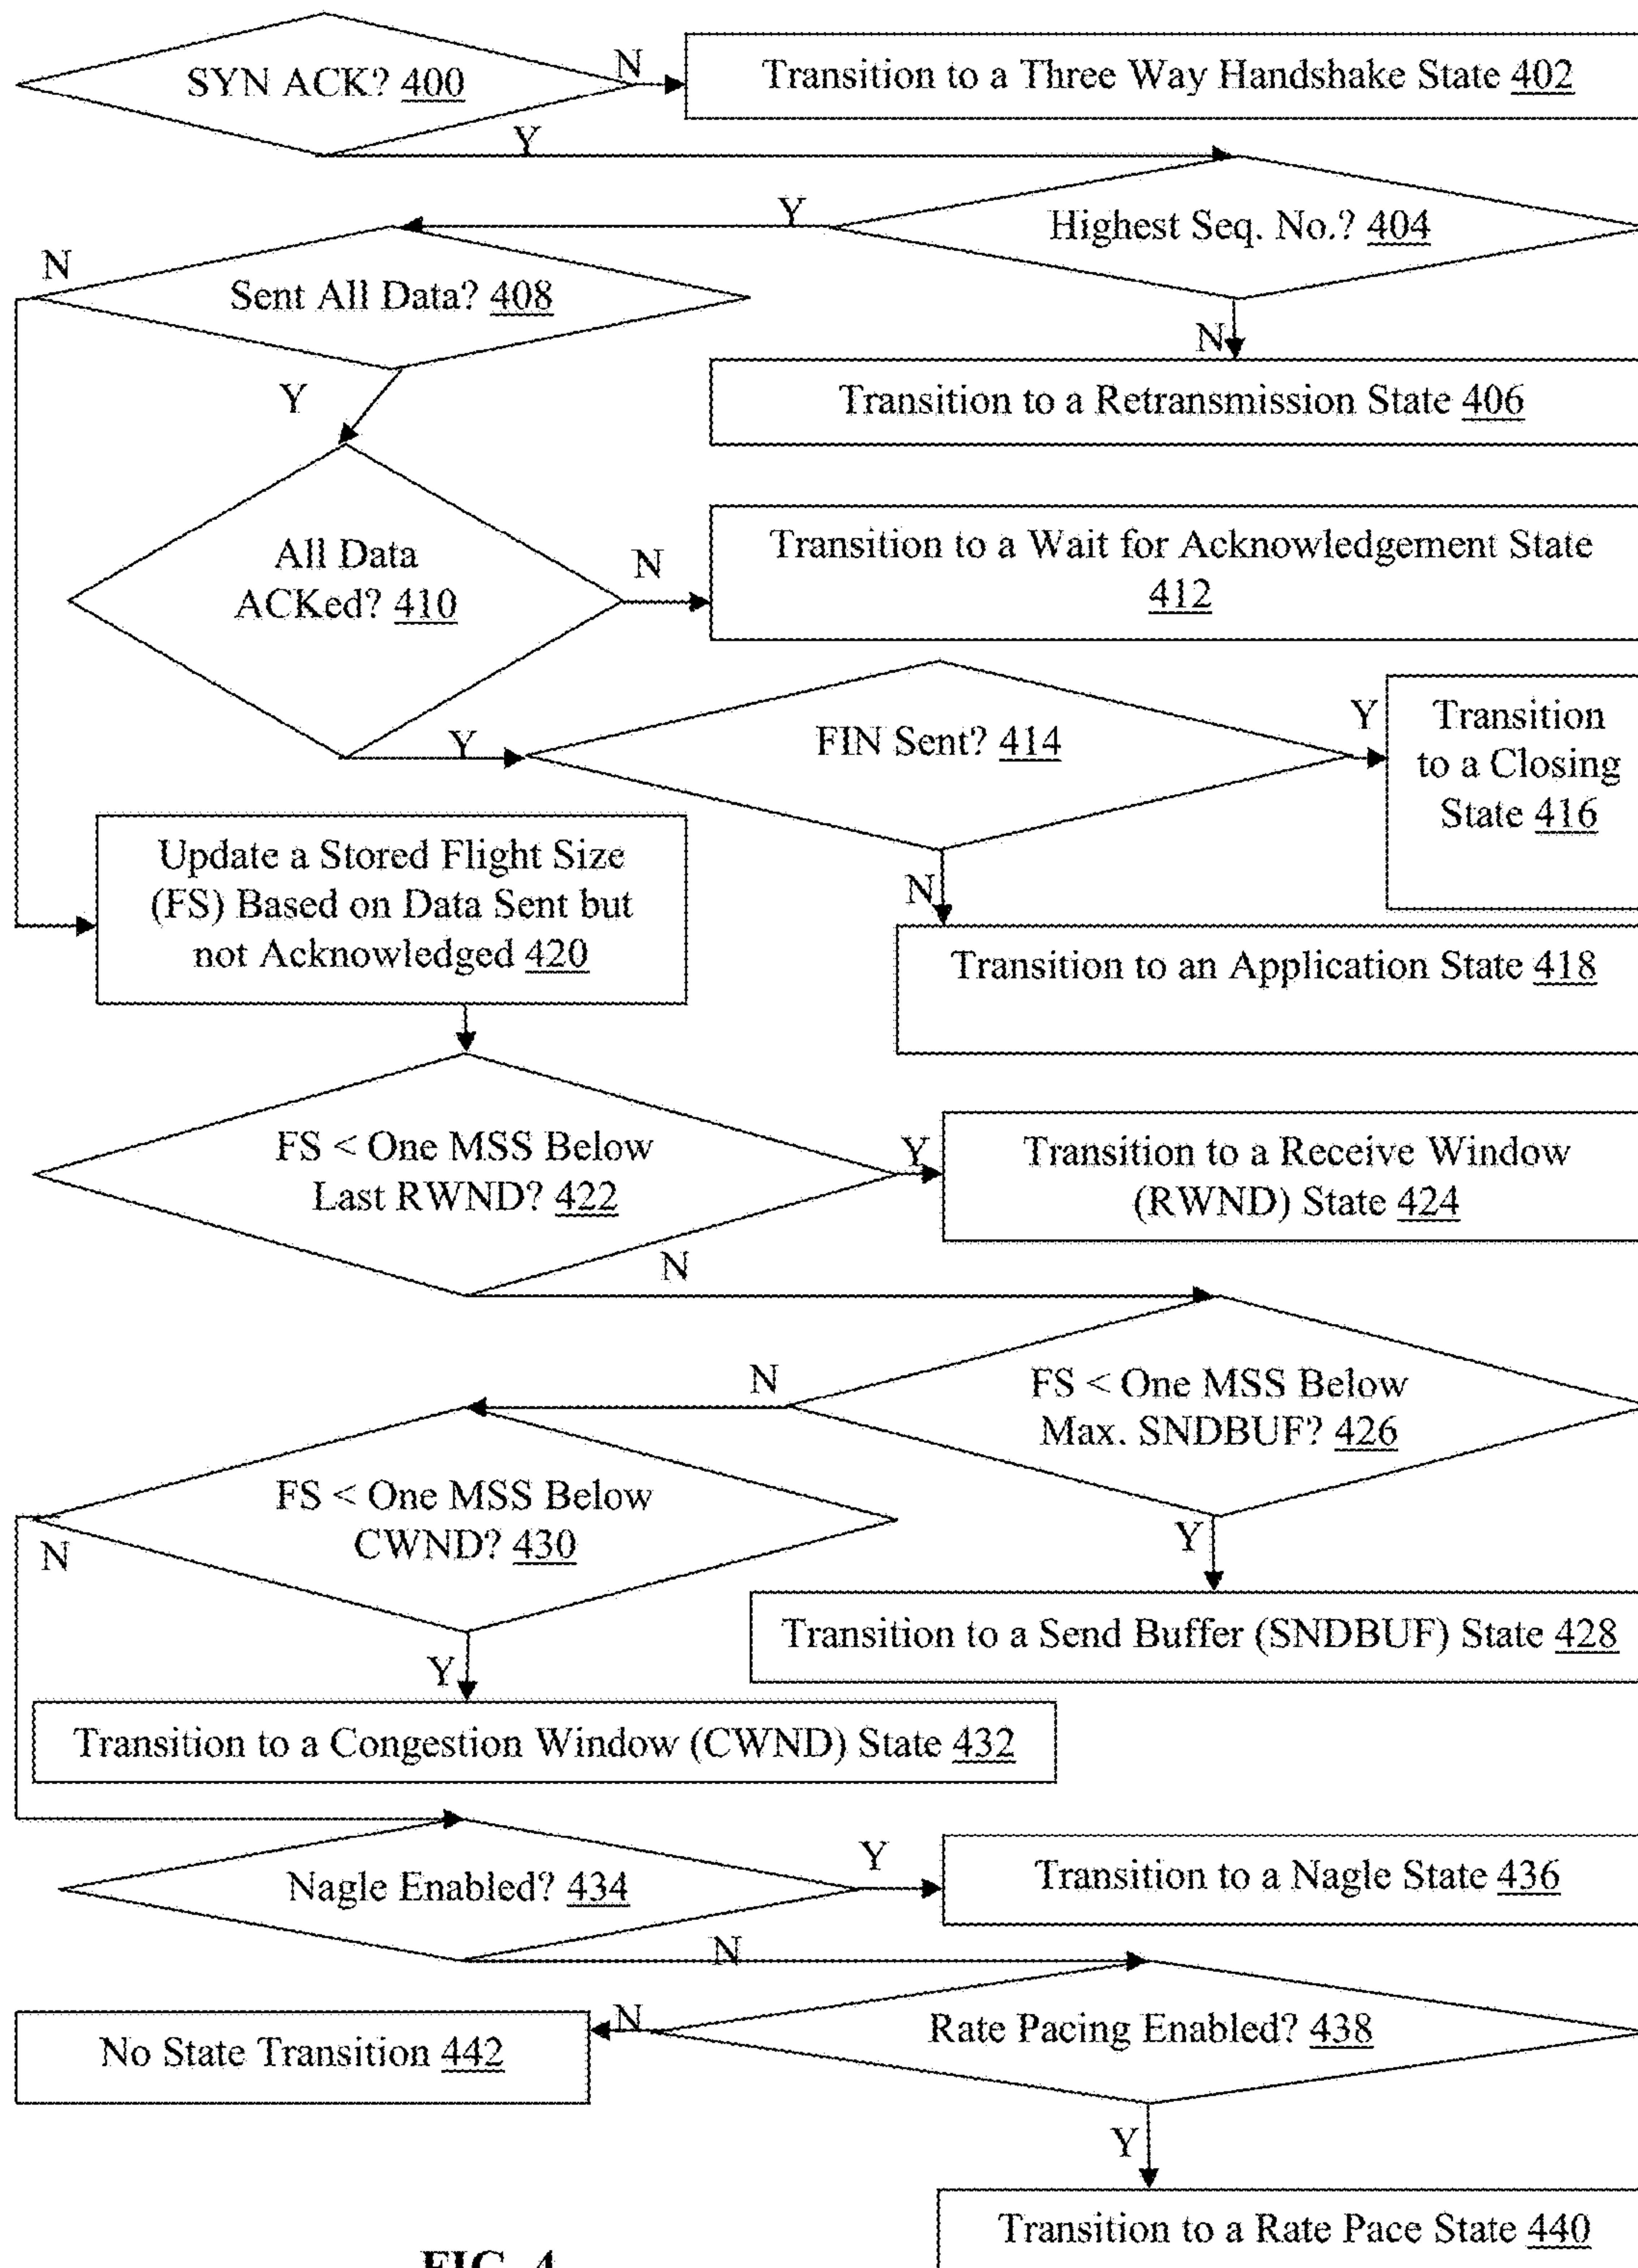 SYN ACK? 400
N
Transition to a Three Way Handshake State 402
Y
Y
Highest Seq. No.? 404
N
Sent All Data? 408
N
Y
Transition to a Retransmission State 406
All Data
ACKed? 410
N
Transition to a Wait for Acknowledgement State
412
Y
FIN Sent? 414
Y
Transition
to a Closing
State 416
N
Update a Stored Flight Size
(FS) Based on Data Sent but
not Acknowledged 420
Transition to an Application State 418
FS < One MSS Below
Last RWND? 422
Y
Transition to a Receive Window
(RWND) State 424
N
N
FS < One MSS Below
Max. SNDBUF? 426
FS < One MSS Below
CWND? 430
N
Y
Transition to a Send Buffer (SNDBUF) State 428
Y
Transition to a Congestion Window (CWND) State 432
Nagle Enabled? 434
Y
Transition to a Nagle State 436
N
N
Rate Pacing Enabled? 438
No State Transition 442
Y
Transition to a Rate Pace State 440
FIG. 4